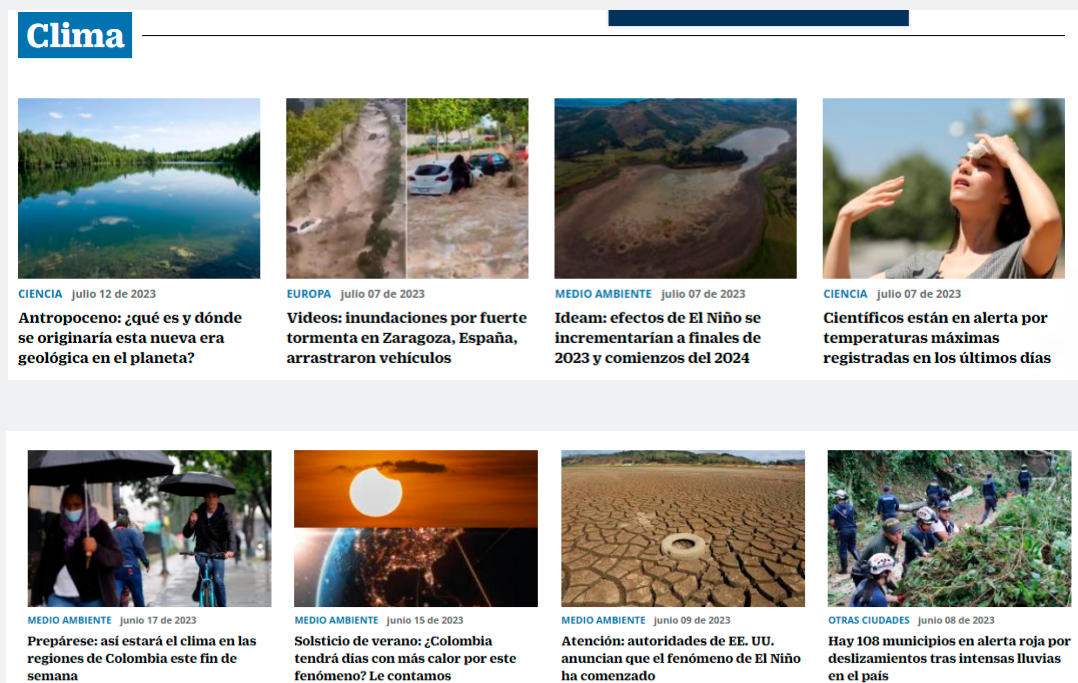 Clima
CIENCIA julio 12 de 2023
Antropoceno: ¿qué es y dónde
se originaría esta nueva era
geológica en el planeta?
EUROPA julio 07 de 2023
Videos: inundaciones por fuerte
tormenta en Zaragoza, España,
arrastraron vehículos
MEDIO AMBIENTE julio 07 de 2023
Ideam: efectos de El Niño se
incrementarían a finales de
2023 y comienzos del 2024
CIENCIA julio 07 de 2023
Científicos están en alerta por
temperaturas máximas
registradas en los últimos días
MEDIO AMBIENTE junio 17 de 2023
Prepárese: así estará el clima en las
regiones de Colombia este fin de
semana
MEDIO AMBIENTE junio 15 de 2023
Solsticio de verano: ¿Colombia
tendrá días con más calor por este
fenómeno? Le contamos
MEDIO AMBIENTE junio 09 de 2023
Atención: autoridades de EE. UU.
anuncian que el fenómeno de El Niño
ha comenzado
OTRAS CIUDADES junio 08 de 2023
Hay 108 municipios en alerta roja por
deslizamientos tras intensas lluvias
en el país